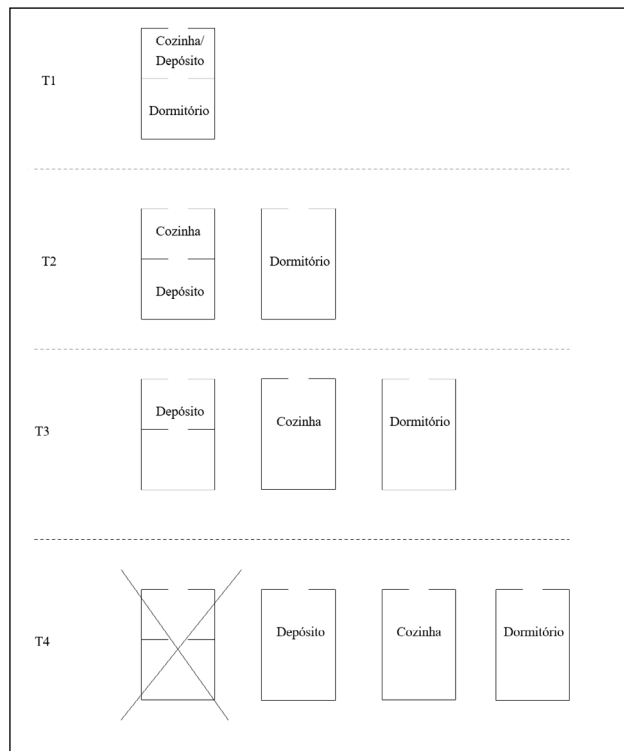 T1
Cozinha/
Depósito
Dormitório
T2
Cozinha
Depósito
Dormitório
T3
Depósito
Cozinha
Dormitório
T4
Depósito
Cozinha
Dormitório